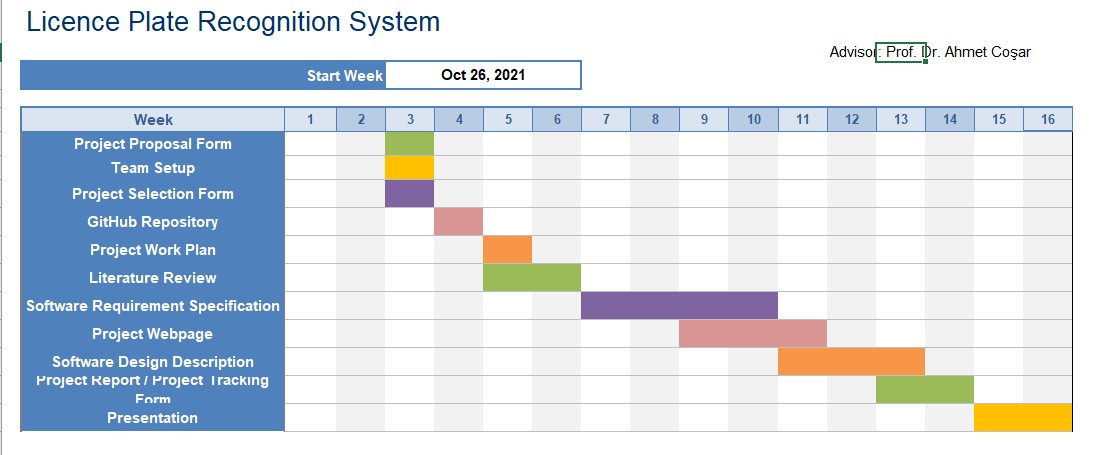 Licence Plate Recognition System
Advisor: Prof. Dr. Ahmet Coşar
Start Week Oct 26, 2021
Week 1 2 3 4 5 6 7 8 9 10 11 12 13 14 15 16
Project Proposal Form
Team Setup
Project Selection Form
GitHub Repository
Project Work Plan
Literature Review
Software Requirement Specification
Project Webpage
Software Design Description
Project Report / Project Tracking
Form
Presentation